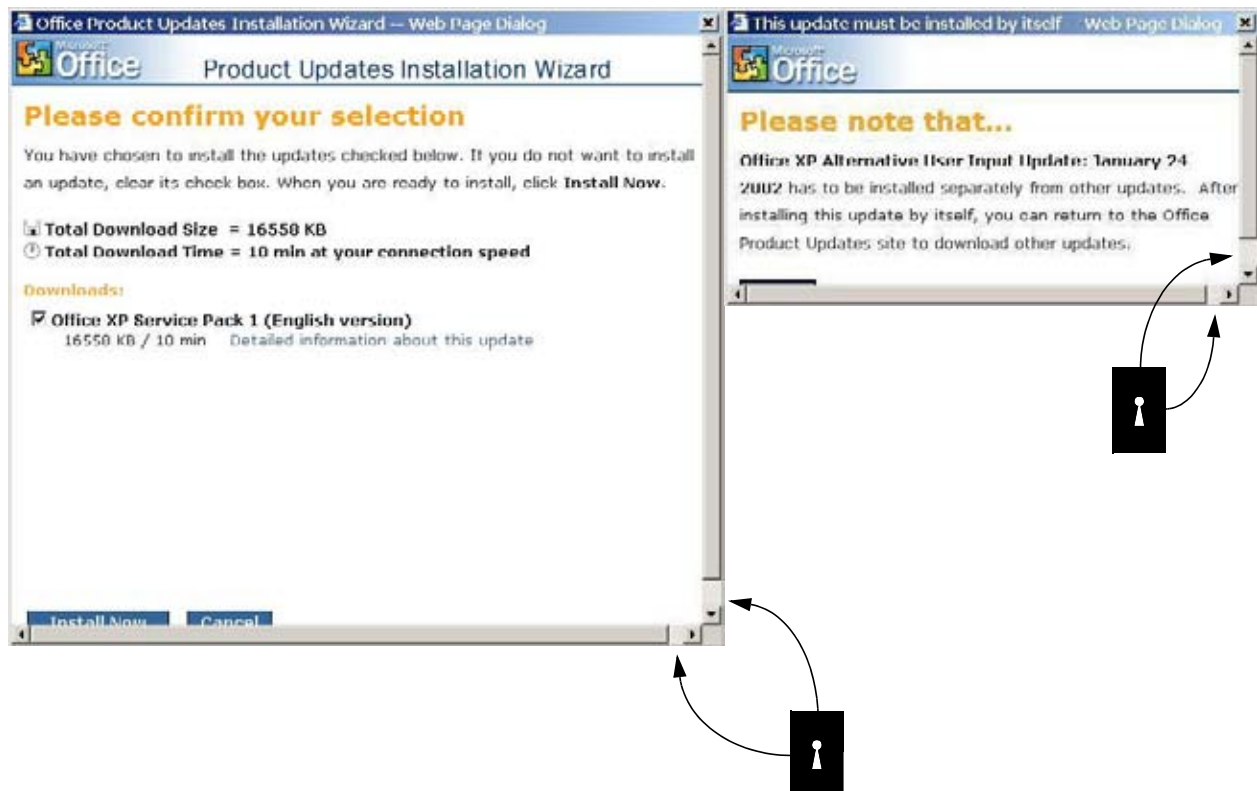 Office Product Updates Installation Wizard -- Web Page Dialog
Microsoft
Office
Product Updates Installation Wizard
Please confirm your selection
You have chosen to install the updates checked below. If you do not want to install
an update, clear its check box. When you are ready to install, click Install Now.
Total Download Size = 16550 KB
Total Download Time = 10 min at your connection speed
Downloads:
Office XP Service Pack 1 (English version)
16550 KB / 10 min Detailed information about this update
Install Now Cancel
This update must be installed by itself Web Page Dialog
Microsoft
Office
Please note that...
Office XP Alternative User Input Update: January 24
2002 has to be installed separately from other updates. After
installing this update by itself, you can return to the Office
Product Updates site to download other updates.